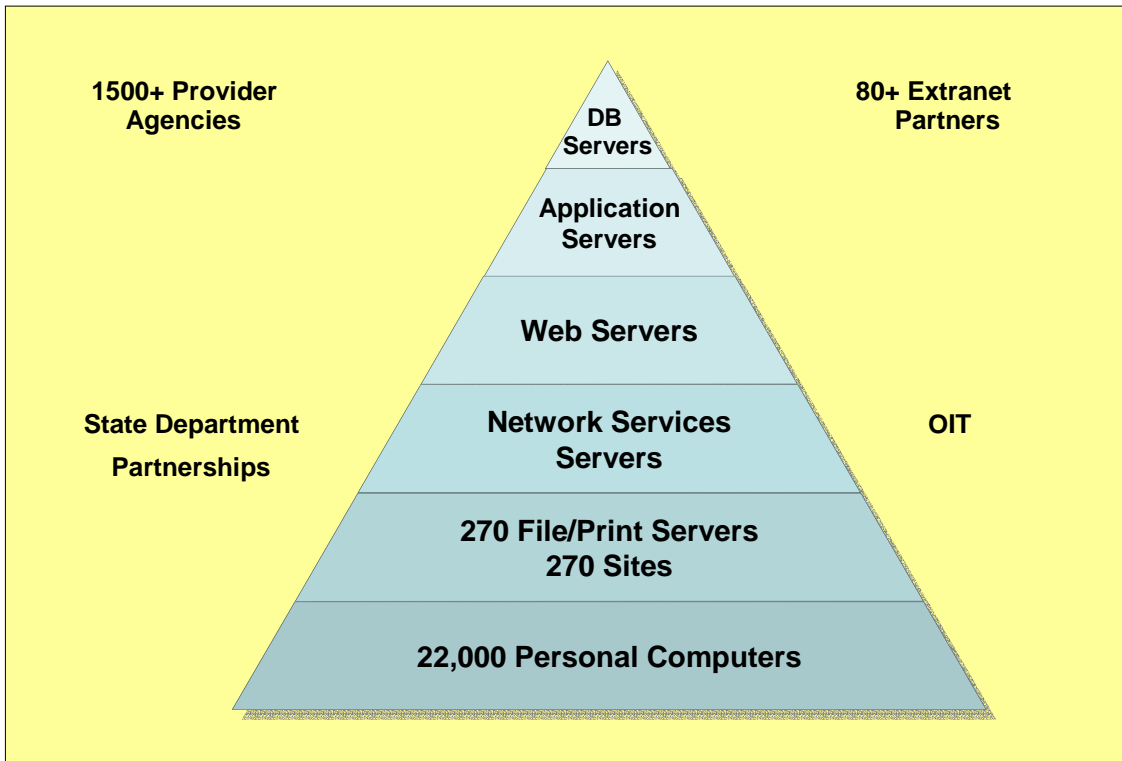 1500+ Provider
Agencies
80+ Extranet
Partners
DB
Servers
Application
Servers
Web Servers
State Department
Partnerships
Network Services
Servers
OIT
270 File/Print Servers
270 Sites
22,000 Personal Computers